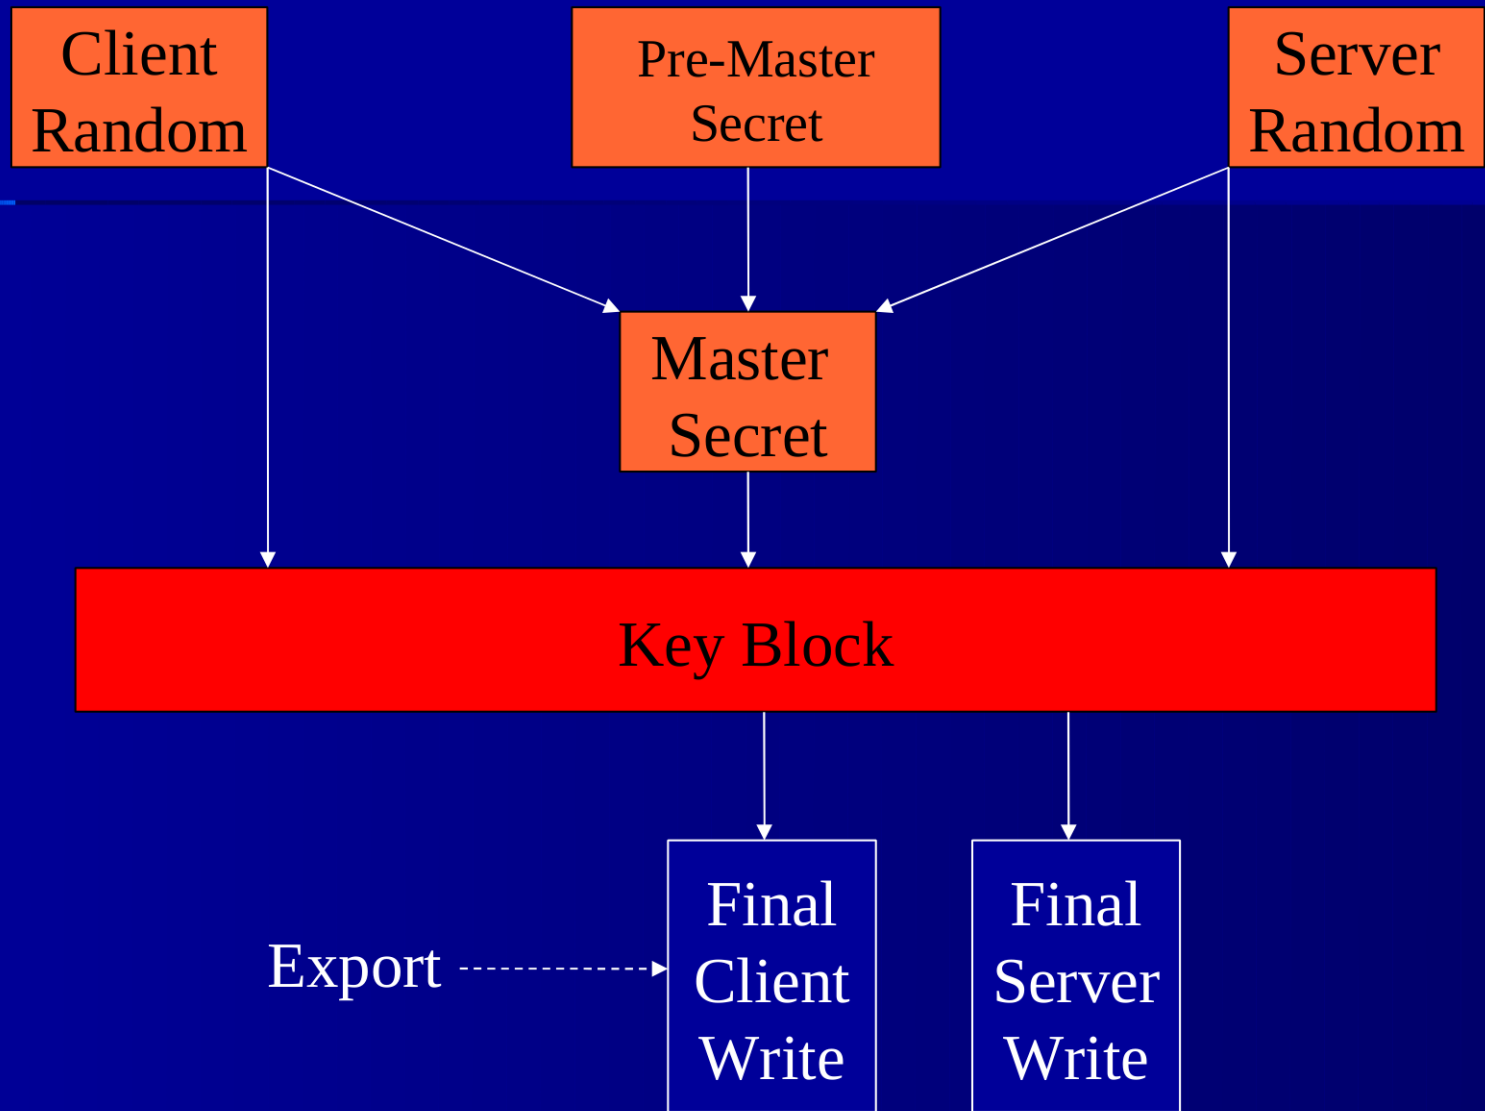 Client
Random
Pre-Master
Secret
Server
Random
Master
Secret
Key Block
Export
Final
Client
Write
Final
Server
Write